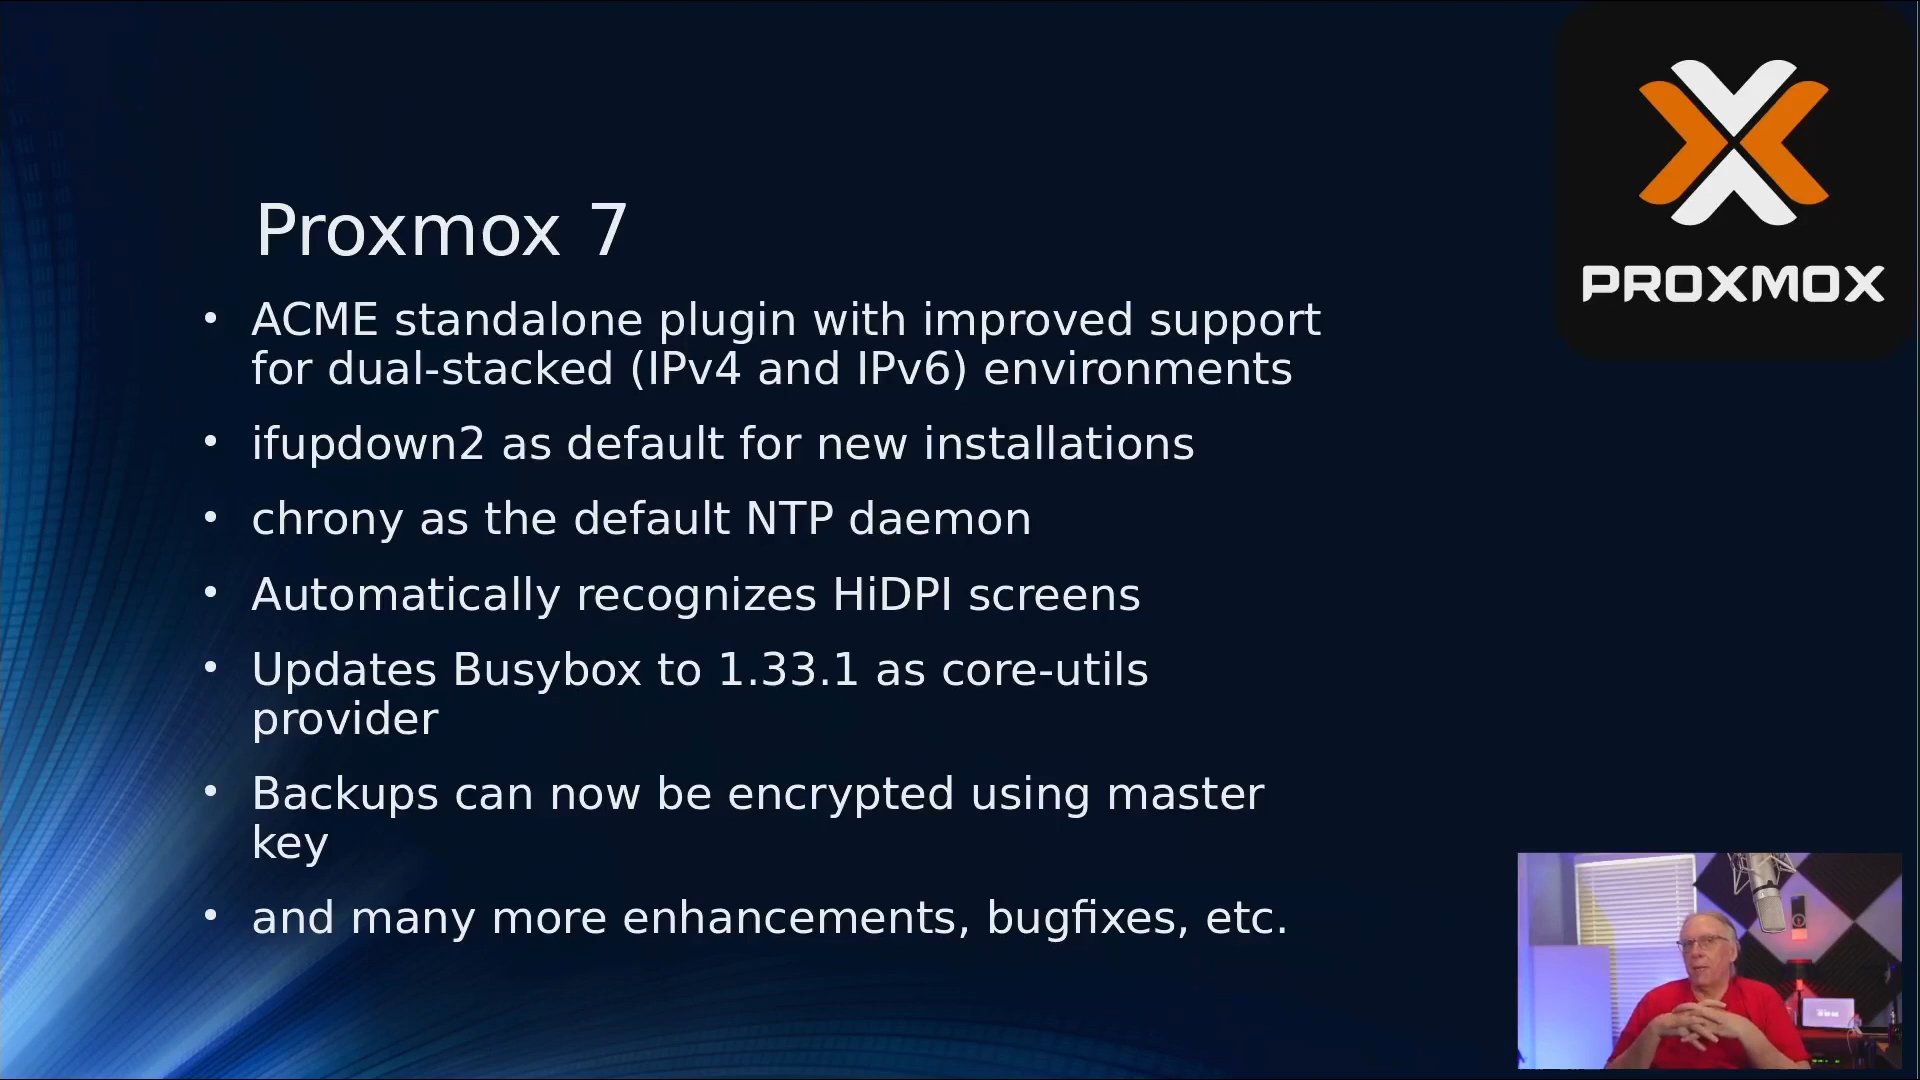 PROXMOX
Proxmox 7
• ACME standalone plugin with improved support
for dual-stacked (IPv4 and IPv6) environments
• ifupdown2 as default for new installations
• chrony as the default NTP daemon
• Automatically recognizes HiDPI screens
• Updates Busybox to 1.33.1 as core-utils
provider
• Backups can now be encrypted using master
key
• and many more enhancements, bugfixes, etc.